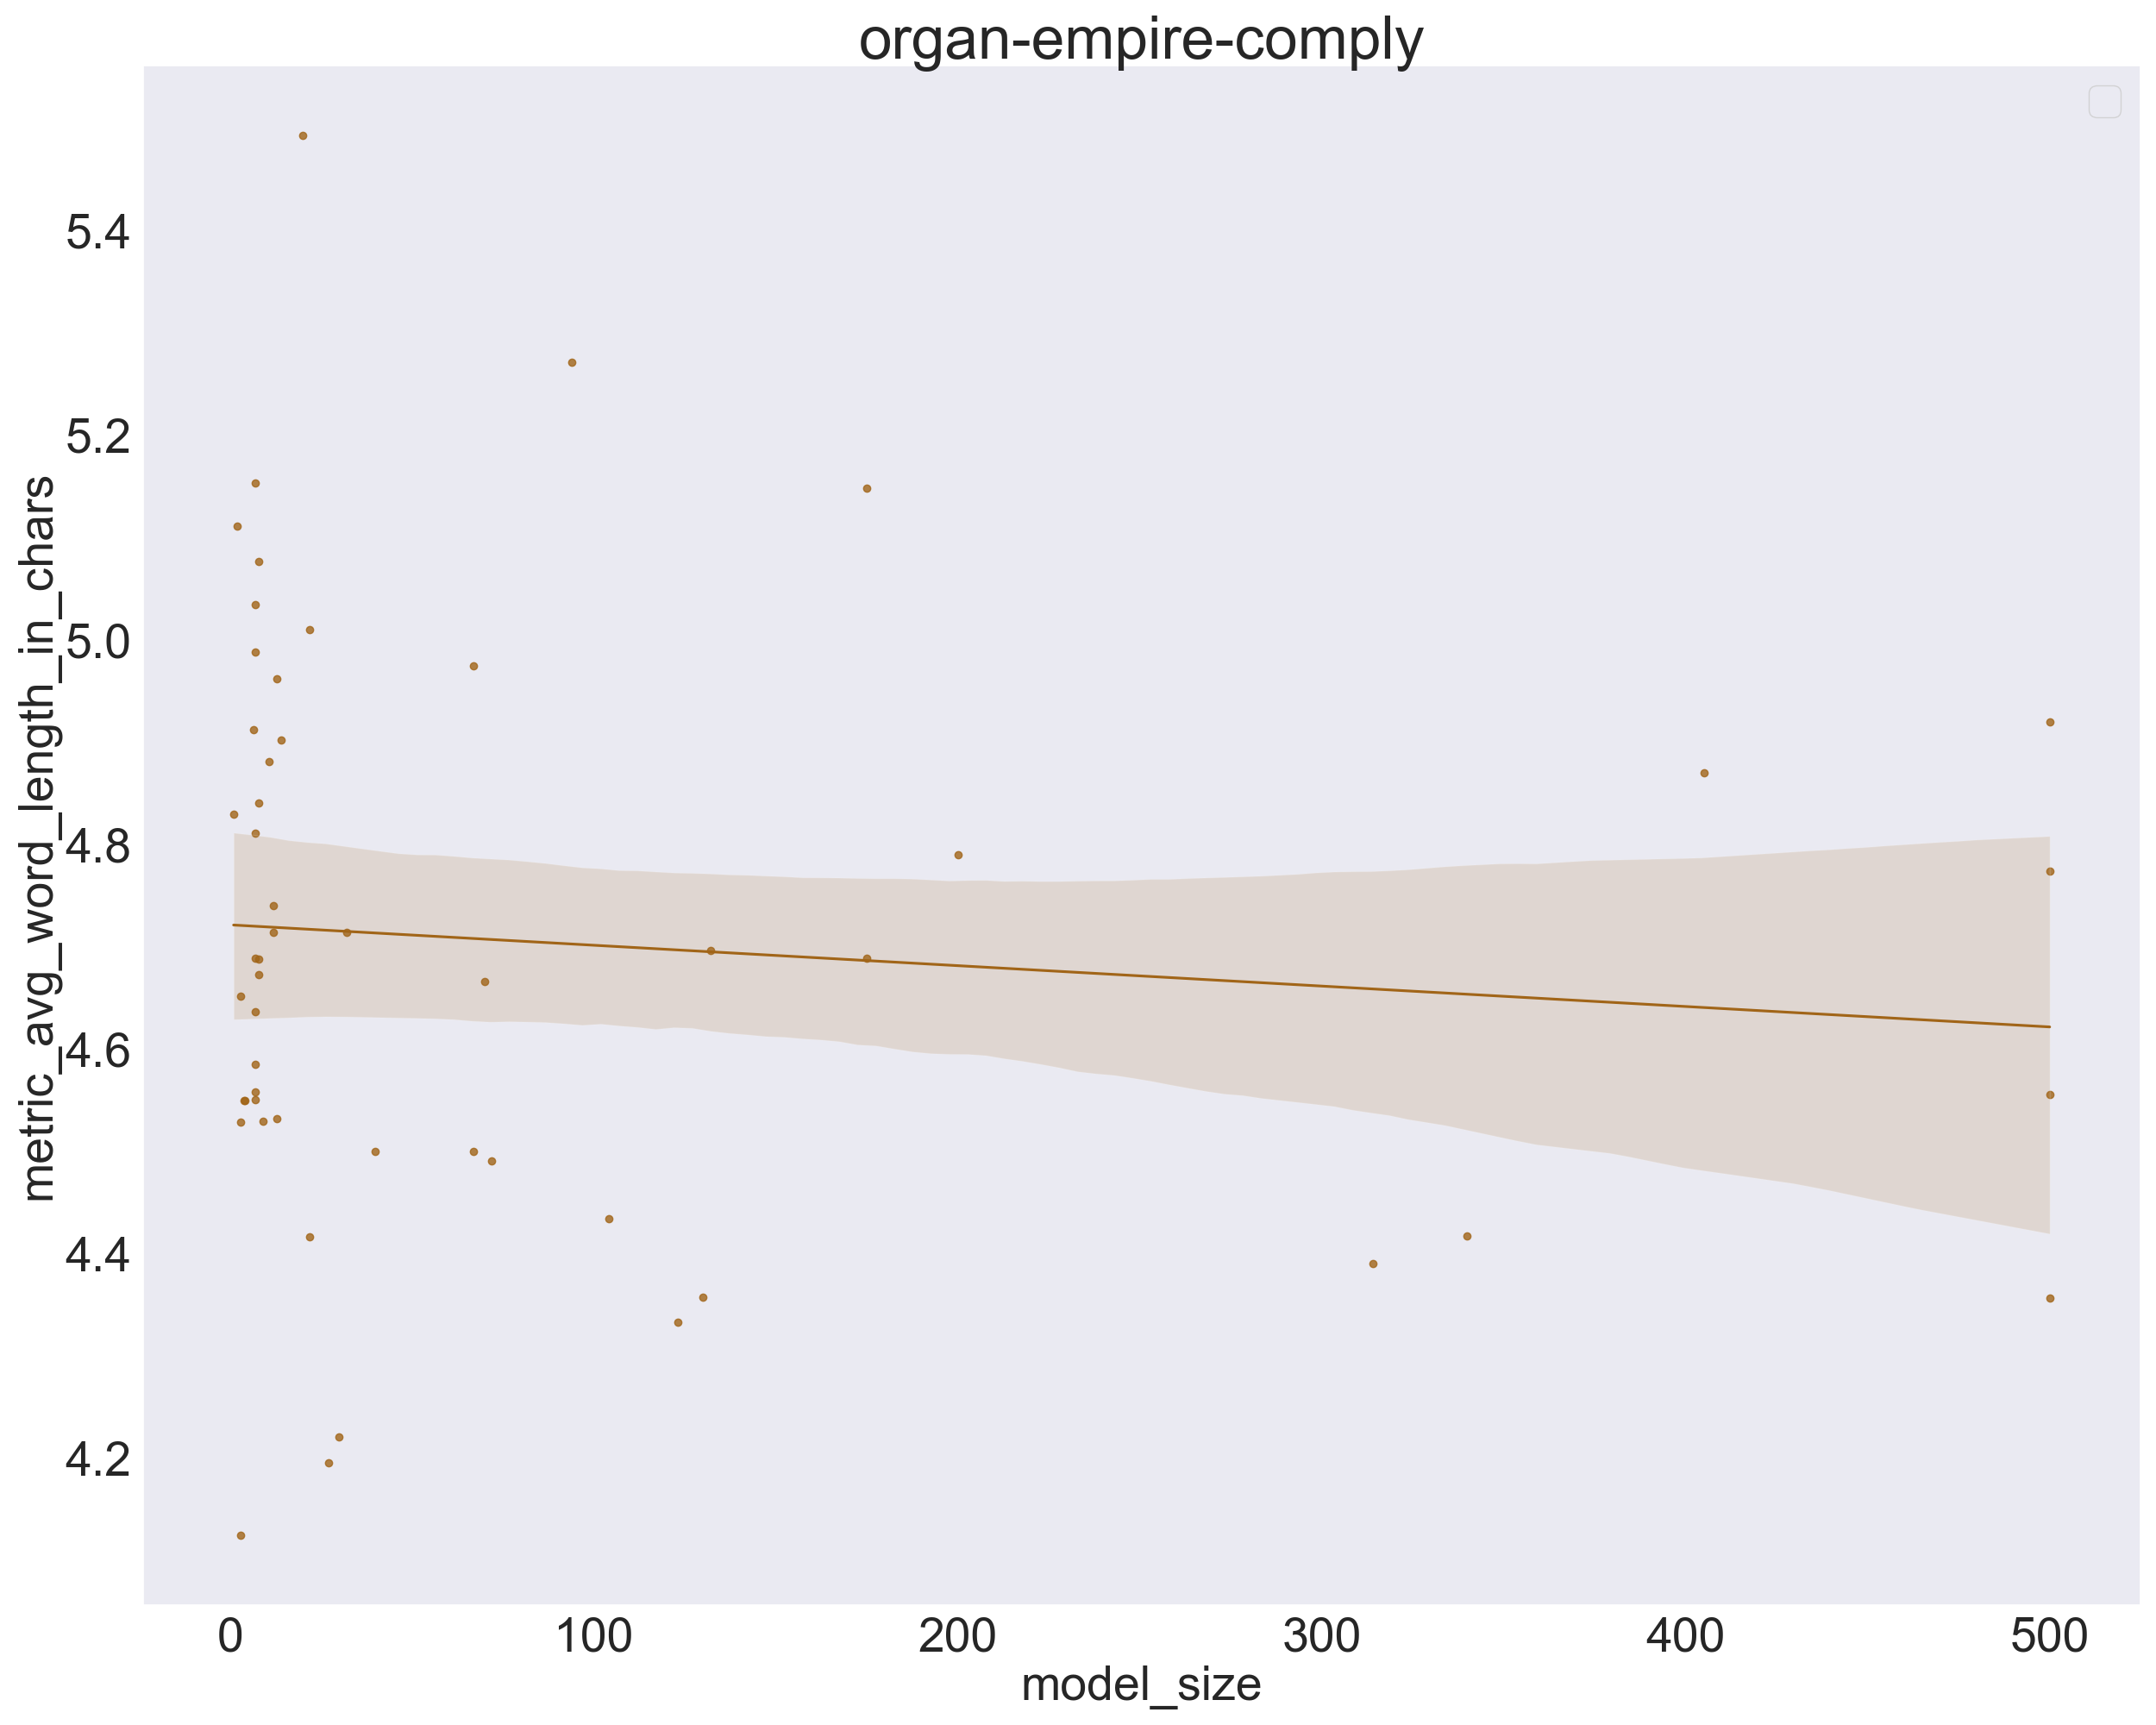 organ-empire-comply
metric_avg_word_length_in_chars
5.4
5.2
5.0
4.8
4.6
4.4
4.2
0 100 200 300 400 500
model_size